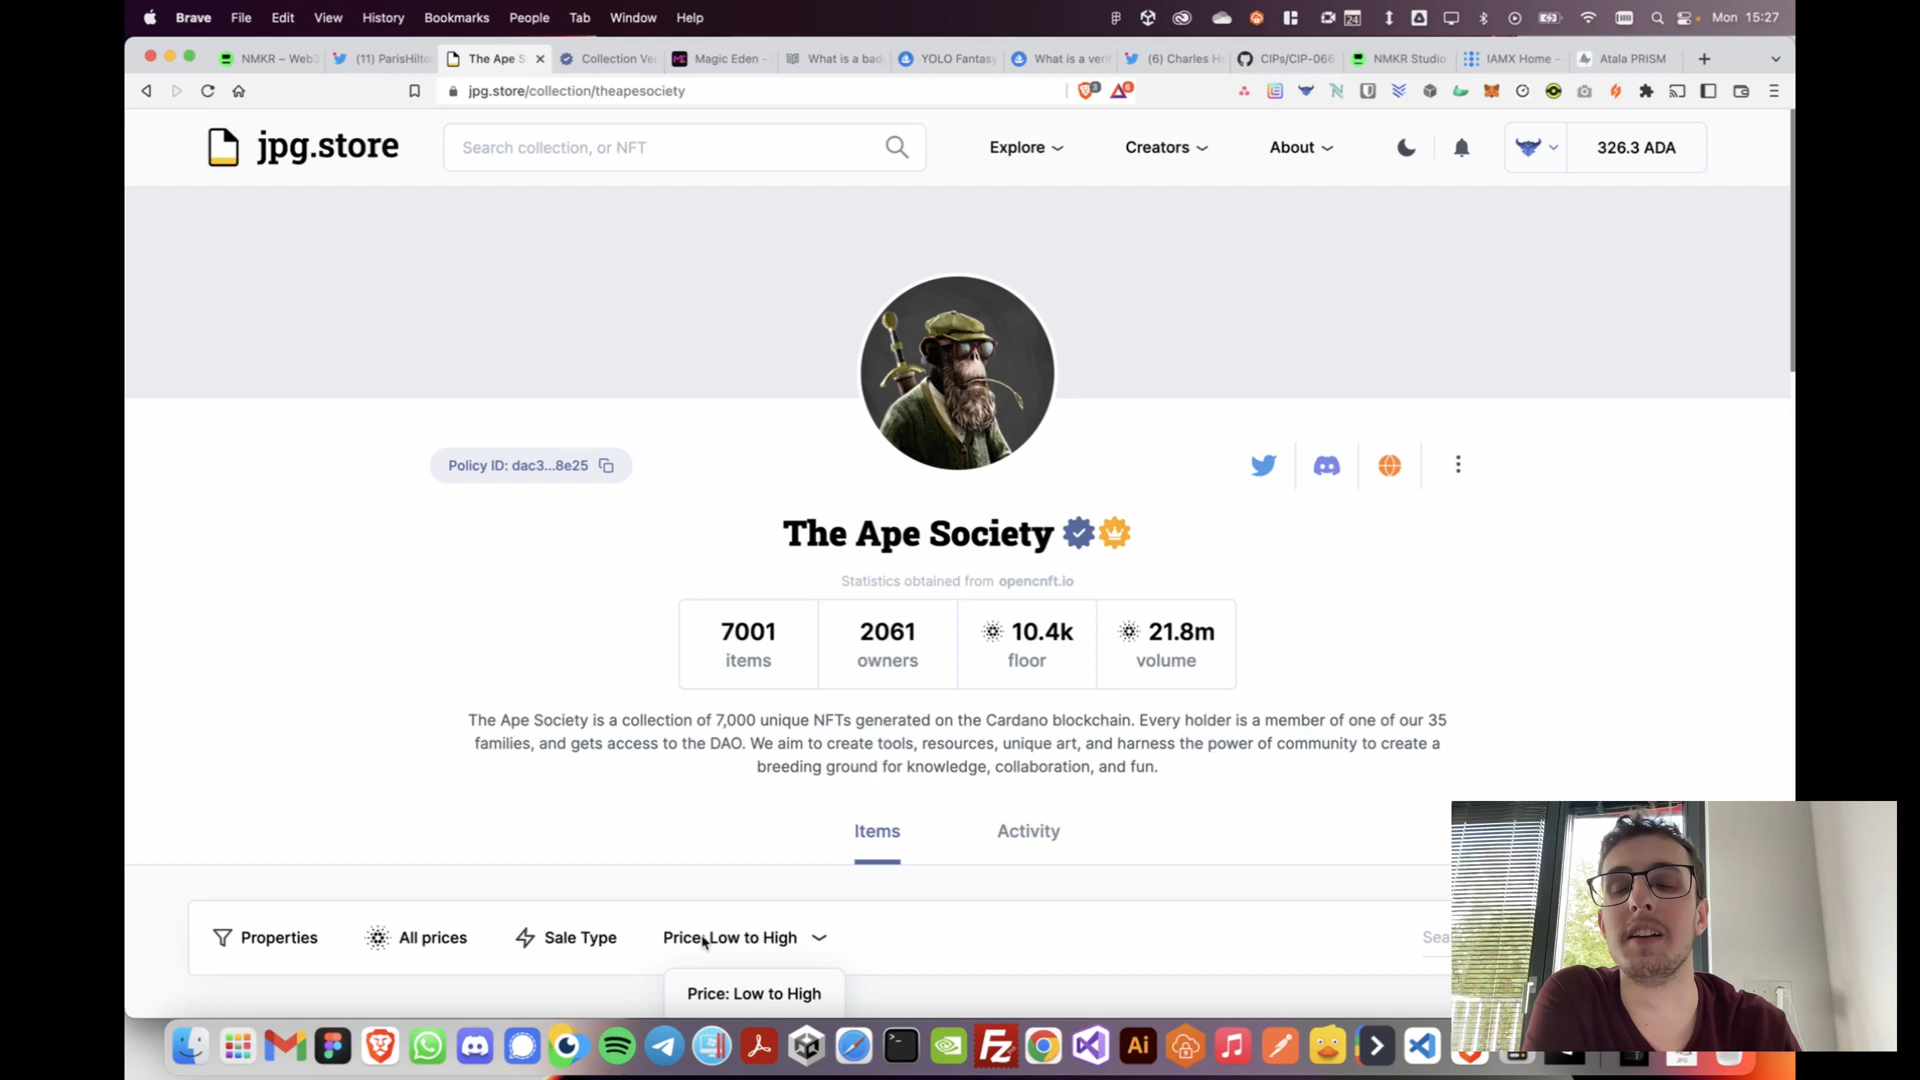 Brave File Edit View History Bookmarks People Tab Window Help 24 Mon 15:27
NMKR – Web3 (11) ParisHilto The Ape S Collection Ve Magic Eden - What is a bad YOLO Fantasy What is a veri (6) Charles H CIPs/CIP-066 NMKR Studio IAMX Home – Atala PRISM
jpg.store/collection/theapesociety 3 6
jpg.store Search collection, or NFT Explore Creators About 326.3 ADA
Policy ID: dac3...8e25
The Ape Society
Statistics obtained from opencnft.io
7001 2061 10.4k 21.8m
items owners floor volume
The Ape Society is a collection of 7,000 unique NFTs generated on the Cardano blockchain. Every holder is a member of one of our 35
families, and gets access to the DAO. We aim to create tools, resources, unique art, and harness the power of community to create a
breeding ground for knowledge, collaboration, and fun.
Items Activity
Properties All prices Sale Type Price: Low to High Sea
Price: Low to High
Fz Ai